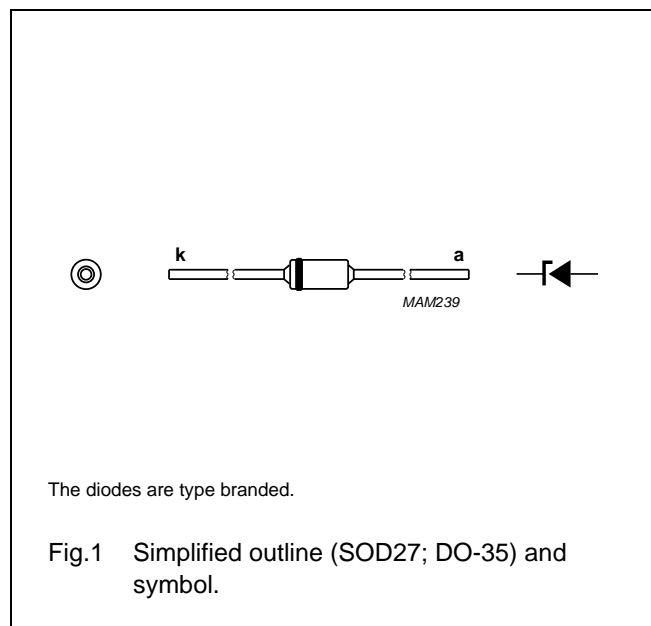 k
a
MAM239
The diodes are type branded.
Fig.1 Simplified outline (SOD27; DO-35) and
symbol.